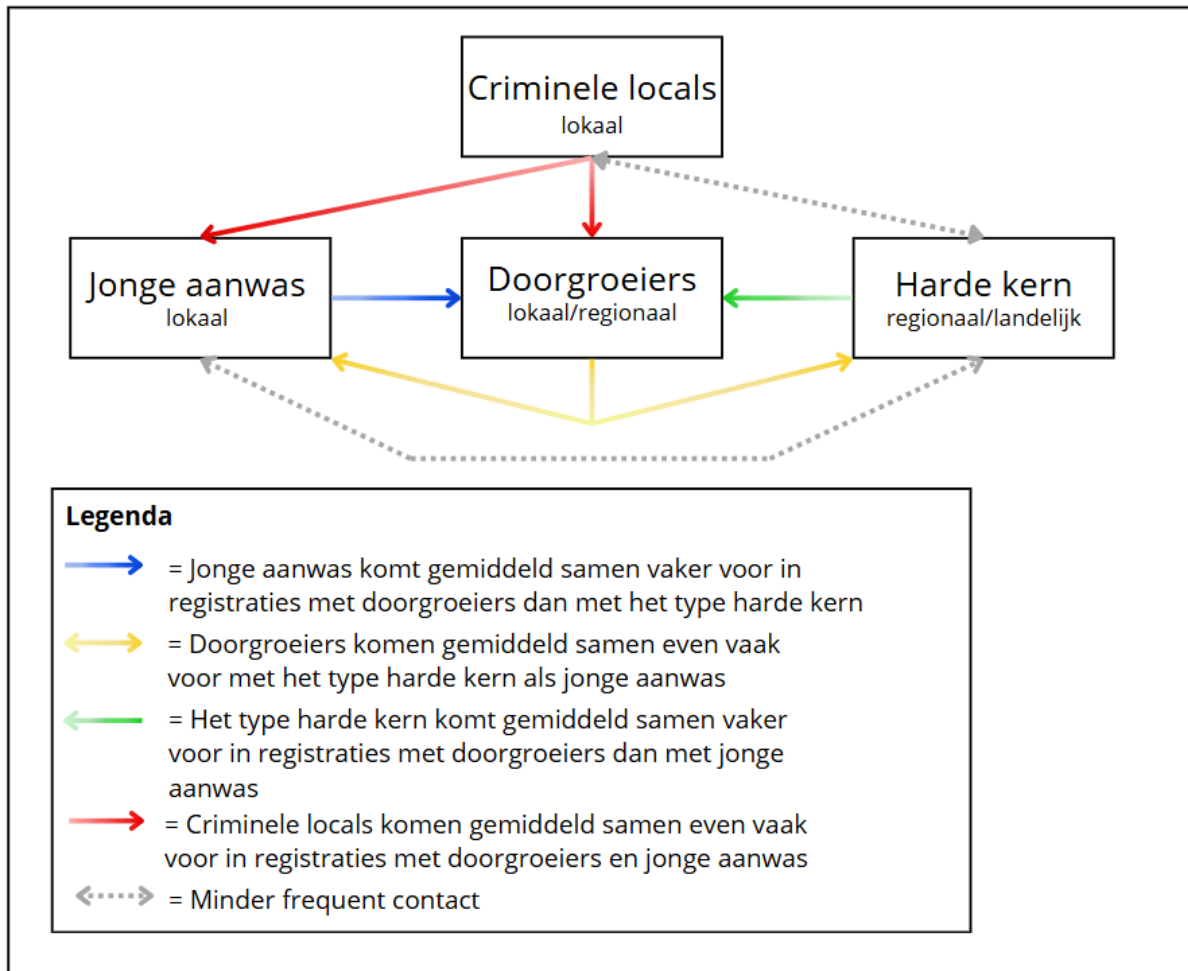 Criminele locals
lokaal
Jonge aanwas
lokaal
Doorgroeiers
lokaal/regionaal
Harde kern
regionaal/landelijk
Legenda
= Jonge aanwas komt gemiddeld samen vaker voor in
registraties met doorgroeiers dan met het type harde kern
= Doorgroeiers komen gemiddeld samen even vaak
voor met het type harde kern als jonge aanwas
= Het type harde kern komt gemiddeld samen vaker
voor in registraties met doorgroeiers dan met jonge
aanwas
= Criminele locals komen gemiddeld samen even vaak
voor in registraties met doorgroeiers en jonge aanwas
= Minder frequent contact